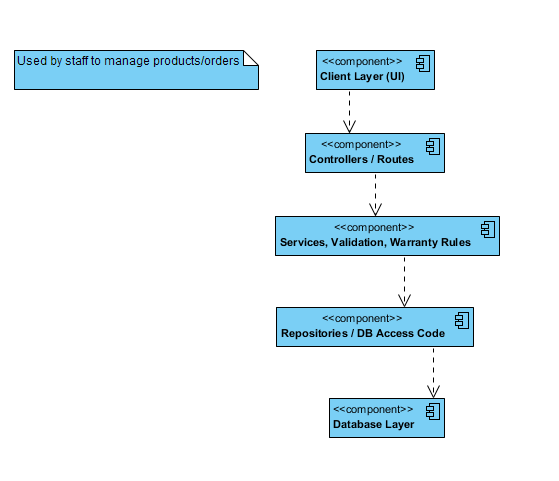 Used by staff to manage products/orders
<<component>>
Client Layer (UI)
<<component>>
Controllers / Routes
<<component>>
Services, Validation, Warranty Rules
<<component>>
Repositories / DB Access Code
<<component>>
Database Layer